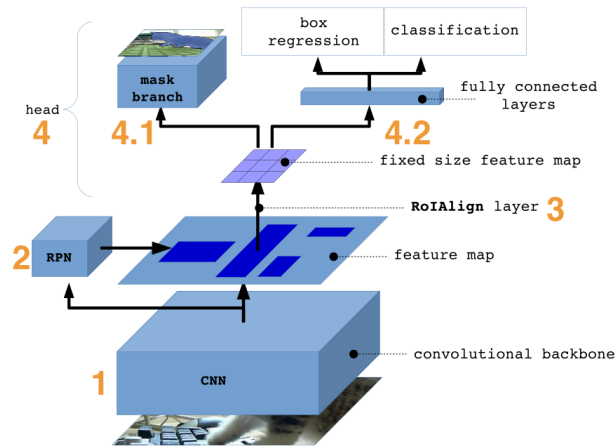 box
regression
classification
mask
branch
fully connected
layers
head
4
4.1
4.2
fixed size feature map
RoIAlign layer
3
2
RPN
feature map
convolutional backbone
1
CNN